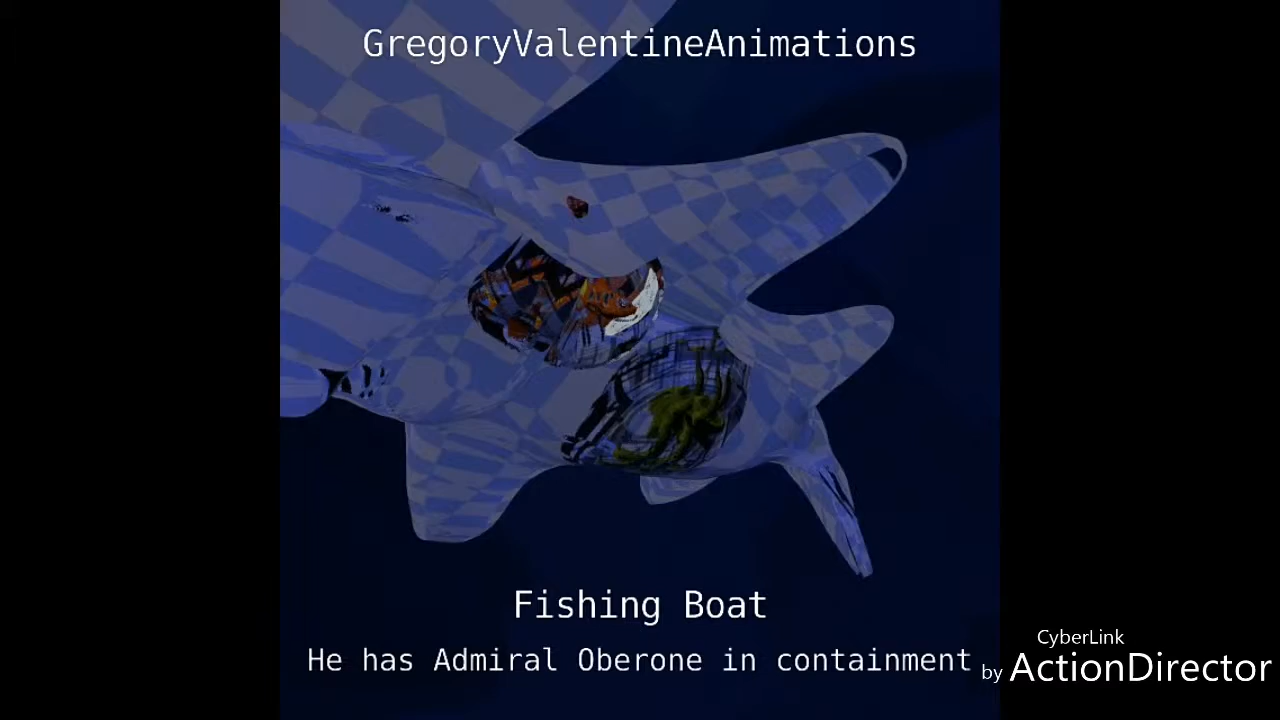 GregoryValentineAnimations
Fishing Boat
He has Admiral Oberone in containment
CyberLink
by ActionDirector